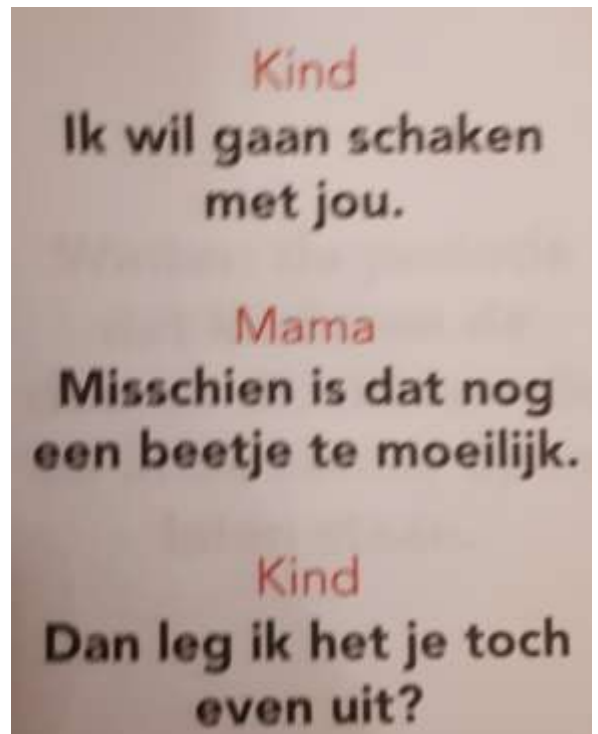 Kind
Ik wil gaan schaken
met jou.
Mama
Misschien is dat nog
een beetje te moeilijk.
Kind
Dan leg ik het je toch
even uit?